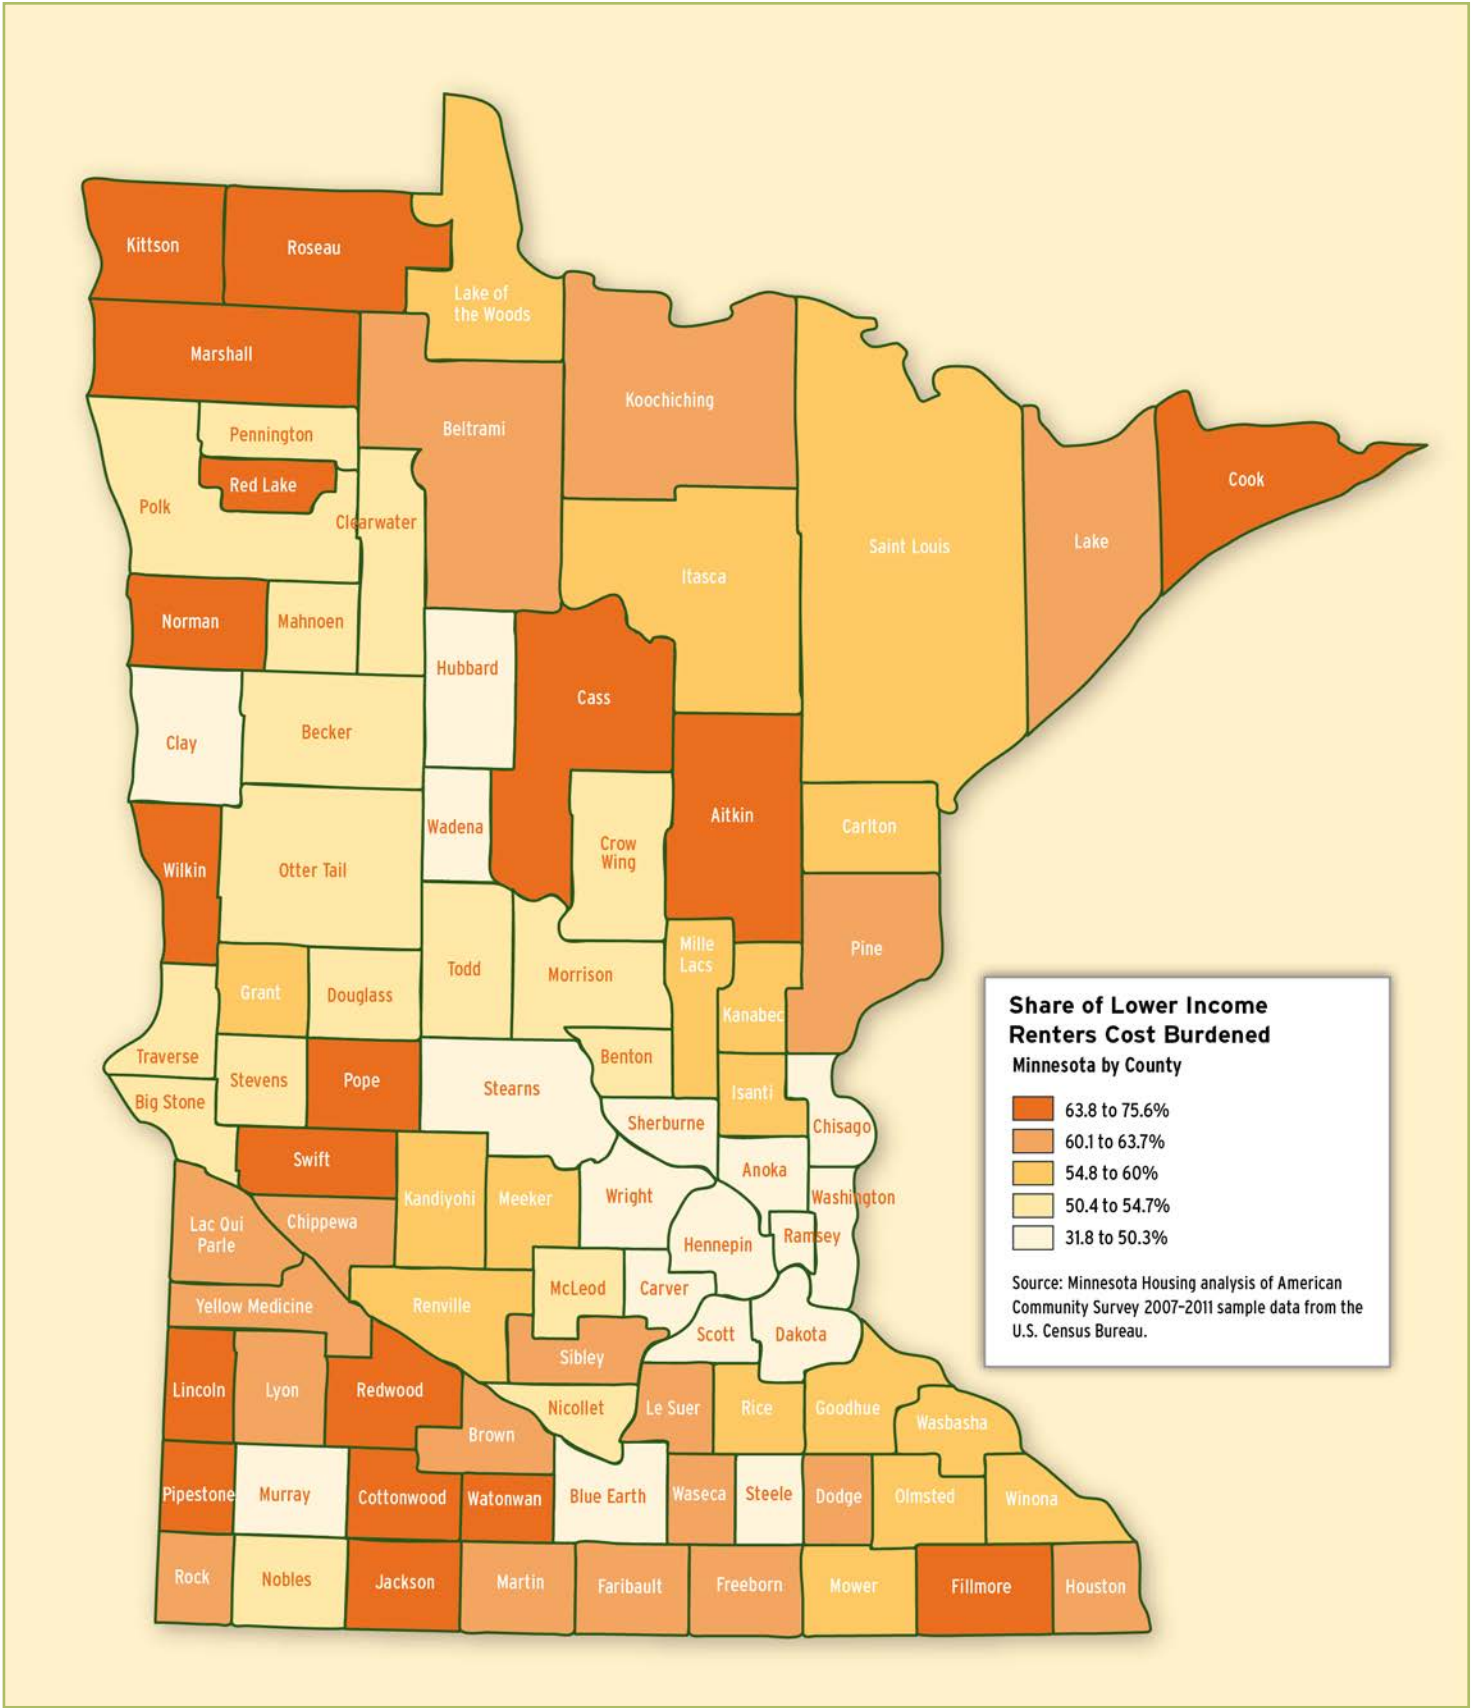 Kittson
Roseau
Lake of
the Woods
Marshall
Koochiching
Beltrami
Pennington
Red Lake
Cook
Polk
Clearwater
Lake
Saint Louis
Itasca
Norman
Mahnoen
Hubbard
Cass
Becker
Clay
Aitkin
Wadena
Carlton
Crow
Wing
Wilkin
Otter Tail
Mille
Lacs
Pine
Todd
Morrison
Grant
Douglass
Kanabec
Traverse
Benton
Stevens
Pope
Stearns
Isanti
Big Stone
Sherburne
Chisago
Swift
Anoka
Kandiyohi
Meeker
Wright
Washington
Lac Qui
Parle
Chippewa
Hennepin
Ramsey
McLeod
Carver
Yellow Medicine
Renville
Scott
Dakota
Sibley
Lincoln
Lyon
Redwood
Nicollet
Le Suer
Rice
Goodhue
Wasbasha
Brown
Pipestone
Murray
Cottonwood
Watonwan
Blue Earth
Waseca
Steele
Dodge
Olmsted
Winona
Rock
Nobles
Jackson
Martin
Faribault
Freeborn
Mower
Fillmore
Houston
Share of Lower Income
Renters Cost Burdened
Minnesota by County
63.8 to 75.6%
60.1 to 63.7%
54.8 to 60%
50.4 to 54.7%
31.8 to 50.3%
Source: Minnesota Housing analysis of American
Community Survey 2007-2011 sample data from the
U.S. Census Bureau.